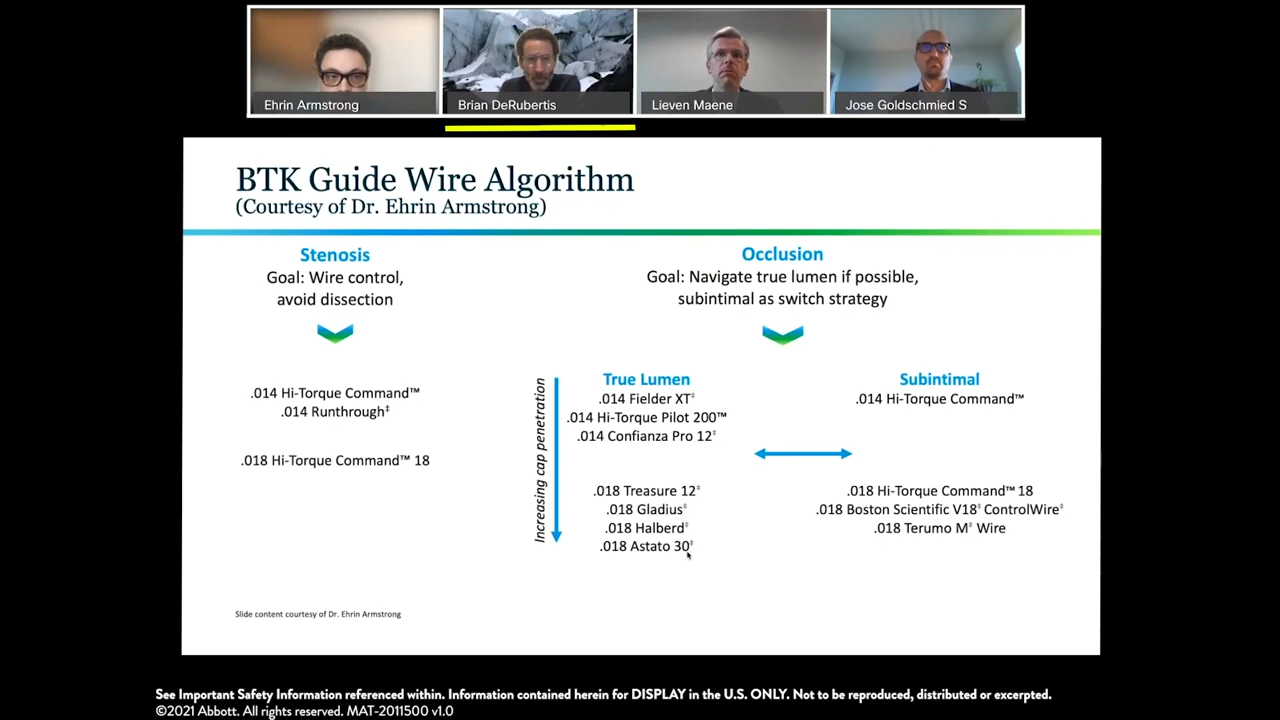 Ehrin Armstrong
Brian DeRubertis
Lieven Maene
Jose Goldschmied S
BTK Guide Wire Algorithm
(Courtesy of Dr. Ehrin Armstrong)
Stenosis
Goal: Wire control,
avoid dissection
.014 Hi-Torque Command™
.014 Runthrough‡
.018 Hi-Torque Command™ 18
Occlusion
Goal: Navigate true lumen if possible,
subintimal as switch strategy
Increasing cap penetration
True Lumen
.014 Fielder XT‡
.014 Hi-Torque Pilot 200™
.014 Confianza Pro 12‡
.018 Treasure 12‡
.018 Gladius‡
.018 Halberd‡
.018 Astato 30‡
Subintimal
.014 Hi-Torque Command™
.018 Hi-Torque Command™ 18
.018 Boston Scientific V18‡ ControlWire‡
.018 Terumo M‡ Wire
Slide content courtesy of Dr. Ehrin Armstrong
See Important Safety Information referenced within. Information contained herein for DISPLAY in the U.S. ONLY. Not to be reproduced, distributed or excerpted.
©2021 Abbott. All rights reserved. MAT-2011500 v1.0